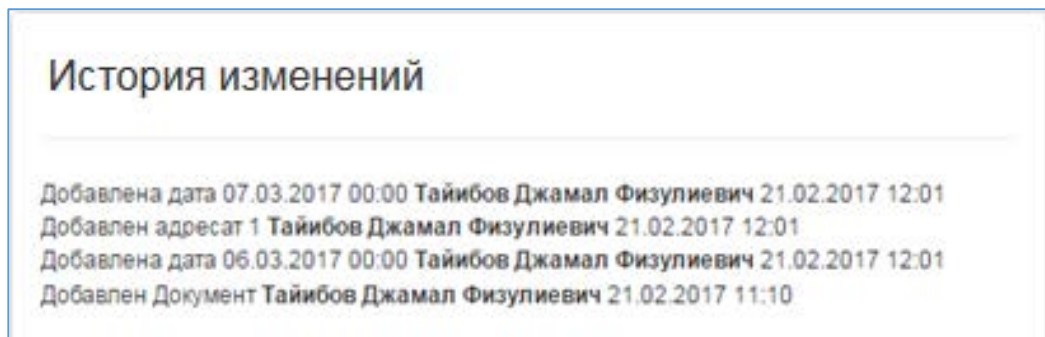 История изменений
Добавлена дата 07.03.2017 00:00 Тайибов Джамал Физулиевич 21.02.2017 12:01
Добавлен адресат 1 Тайибов Джамал Физулиевич 21.02.2017 12:01
Добавлена дата 06.03.2017 00:00 Тайибов Джамал Физулиевич 21.02.2017 12:01
Добавлен Документ Тайибов Джамал Физулиевич 21.02.2017 11:10